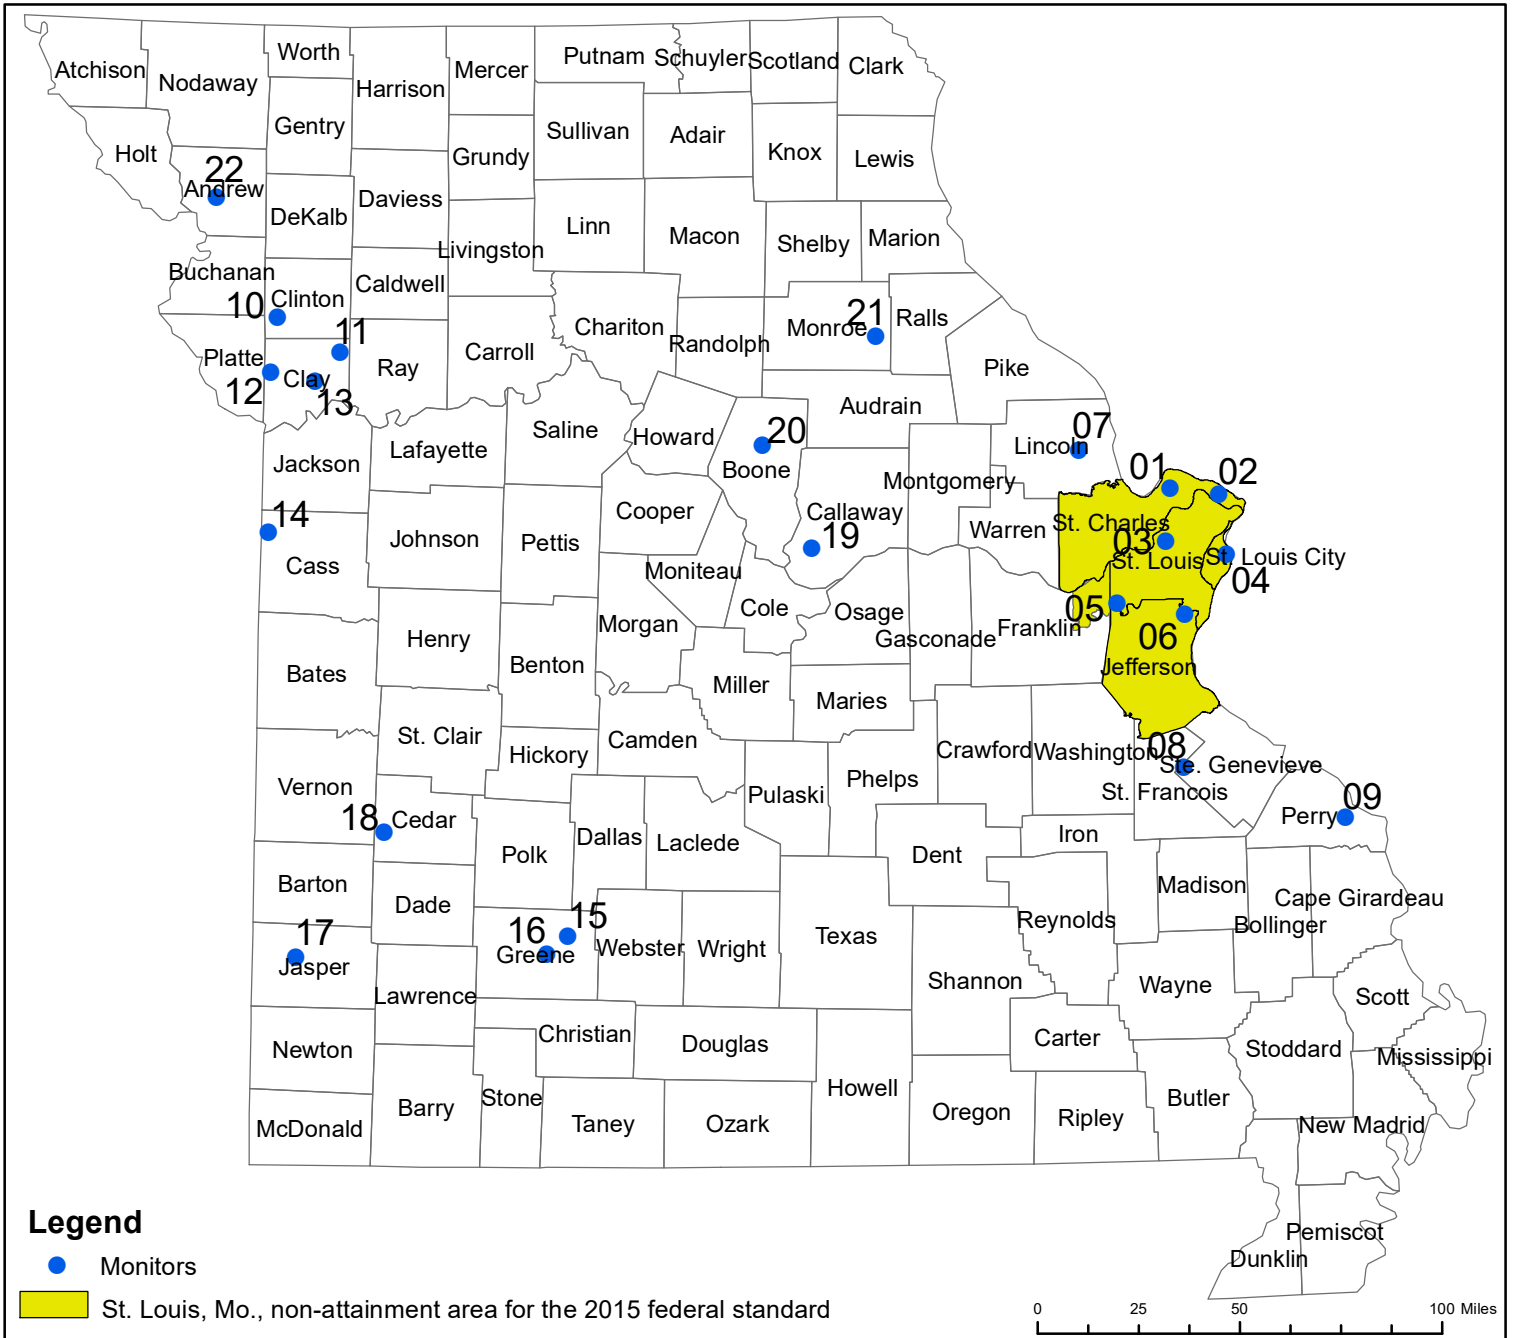 Atchison
Nodaway
Worth
Harrison
Mercer
Putnam
Schuyler
Scotland
Clark
Gentry
Sullivan
Adair
Knox
Lewis
Holt
Grundy
22
Andrew
DeKalb
Daviess
Livingston
Linn
Macon
Shelby
Marion
Buchanan
10
Clinton
Caldwell
11
Chariton
Randolph
Monroe
21
Ralls
Platte
12
Clay
13
Ray
Carroll
Pike
Audrain
Jackson
Lafayette
Saline
Howard
20
Boone
Montgomery
Lincoln
07
01
02
14
Cass
Johnson
Pettis
Cooper
Callaway
19
Warren
St. Charles
03
St. Louis
St. Louis City
04
Moniteau
Cole
Osage
Gasconade
Franklin
05
06
Jefferson
Bates
Henry
Benton
Morgan
Miller
Maries
St. Clair
Hickory
Camden
Pulaski
Phelps
Crawford
Washington
08
Ste. Genevieve
St. Francois
Perry
09
Vernon
18
Cedar
Polk
Dallas
Laclede
Dent
Iron
Barton
Dade
Madison
Cape Girardeau
Bollinger
Reynolds
17
Jasper
16
15
Greene
Webster
Wright
Texas
Shannon
Lawrence
Wayne
Scott
Newton
Christian
Douglas
Carter
Stoddard
Mississippi
McDonald
Barry
Stone
Taney
Ozark
Howell
Oregon
Ripley
Butler
New Madrid
Pemiscot
Dunklin
Legend
Monitors
St. Louis, Mo., non-attainment area for the 2015 federal standard
0 25 50 100 Miles